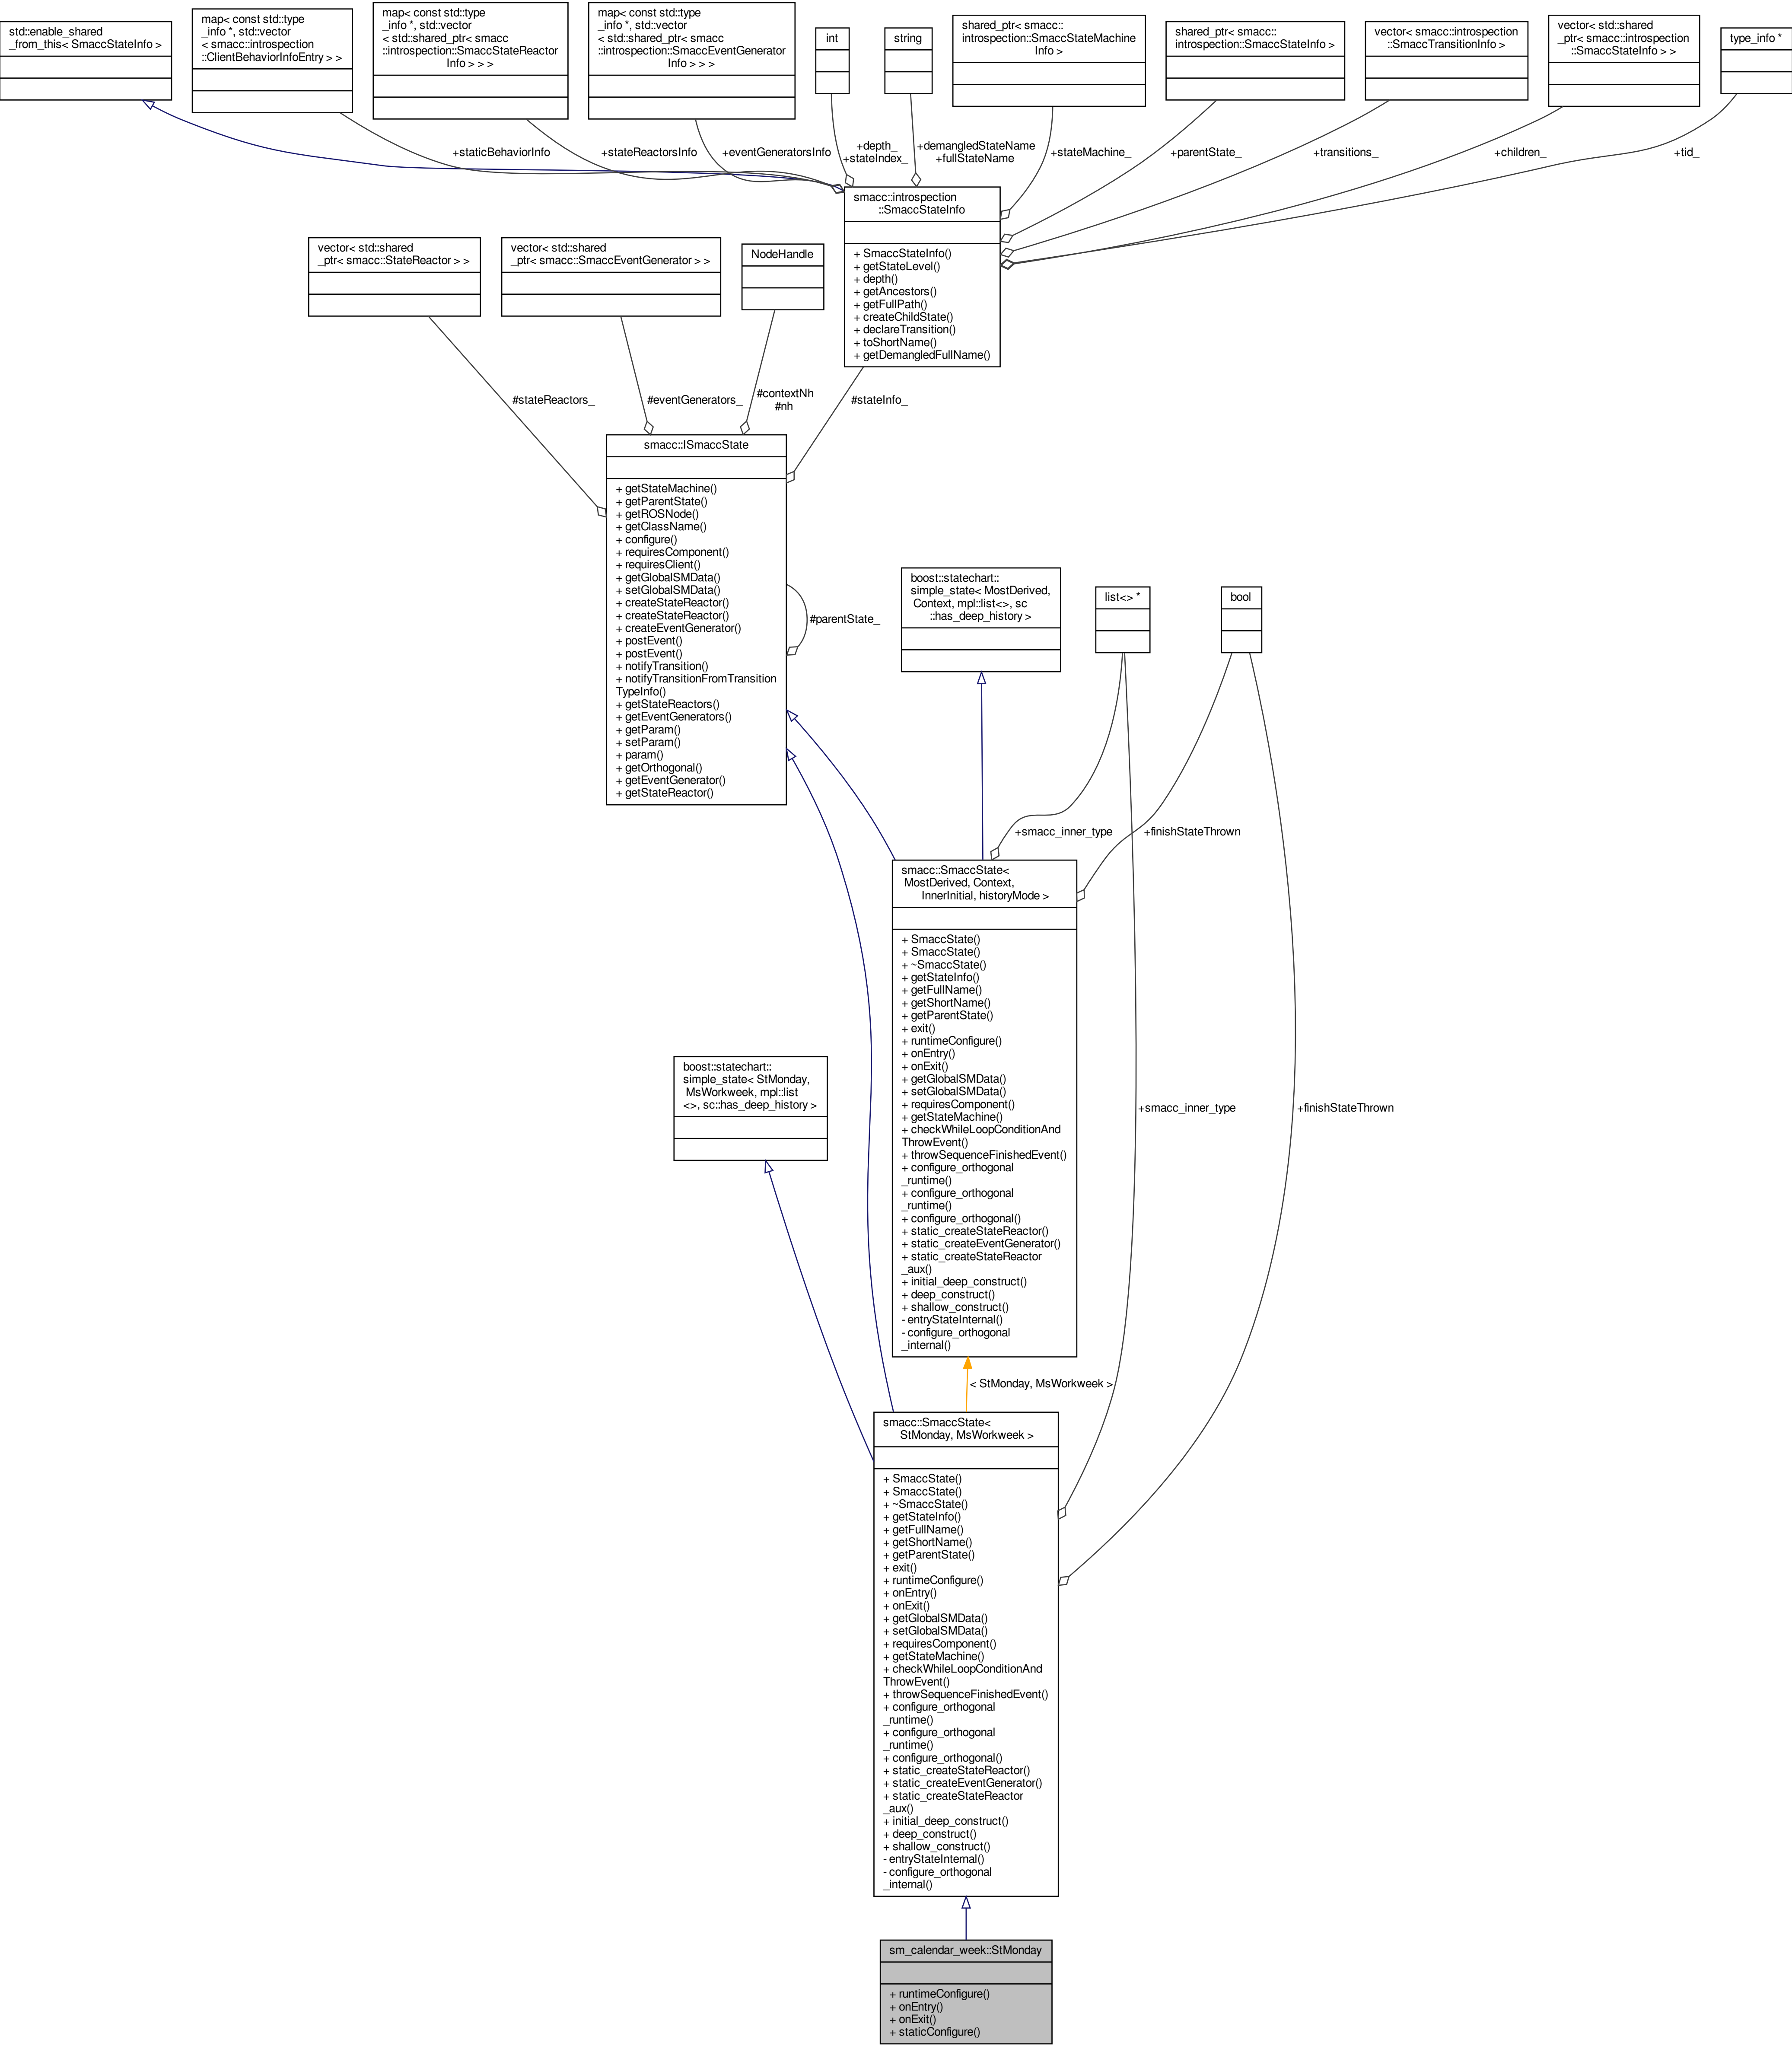 std::enable_shared
_from_this< SmaccStateInfo >
map< const std::type
_info *, std::vector
< smacc::introspection
::ClientBehaviorInfoEntry > >
map< const std::type
_info *, std::vector
< std::shared_ptr< smacc
::introspection::SmaccStateReactor
Info > > >
map< const std::type
_info *, std::vector
< std::shared_ptr< smacc
::introspection::SmaccEventGenerator
Info > > >
int
string
shared_ptr< smacc::
introspection::SmaccStateMachine
Info >
shared_ptr< smacc::
introspection::SmaccStateInfo >
vector< smacc::introspection
::SmaccTransitionInfo >
vector< std::shared
_ptr< smacc::introspection
::SmaccStateInfo > >
type_info *
+staticBehaviorInfo
+stateReactorsInfo
+eventGeneratorsInfo
+depth_
+stateIndex_
+demangledStateName
+fullStateName
+stateMachine_
+parentState_
+transitions_
+children_
+tid_
smacc::introspection
::SmaccStateInfo
+ SmaccStateInfo()
+ getStateLevel()
+ depth()
+ getAncestors()
+ getFullPath()
+ createChildState()
+ declareTransition()
+ toShortName()
+ getDemangledFullName()
vector< std::shared
_ptr< smacc::StateReactor > >
vector< std::shared
_ptr< smacc::SmaccEventGenerator > >
NodeHandle
#stateReactors_
#eventGenerators_
#contextNh
#nh
#stateInfo_
smacc::ISmaccState
+ getStateMachine()
+ getParentState()
+ getROSNode()
+ getClassName()
+ configure()
+ requiresComponent()
+ requiresClient()
+ getGlobalSMData()
+ setGlobalSMData()
+ createStateReactor()
+ createStateReactor()
+ createEventGenerator()
+ postEvent()
+ postEvent()
+ notifyTransition()
+ notifyTransitionFromTransition
TypeInfo()
+ getStateReactors()
+ getEventGenerators()
+ getParam()
+ setParam()
+ param()
+ getOrthogonal()
+ getEventGenerator()
+ getStateReactor()
#parentState_
boost::statechart::
simple_state< MostDerived,
Context, mpl::list<>, sc
::has_deep_history >
list<> *
bool
+smacc_inner_type
+finishStateThrown
smacc::SmaccState<
MostDerived, Context,
InnerInitial, historyMode >
+ SmaccState()
+ SmaccState()
+ ~SmaccState()
+ getStateInfo()
+ getFullName()
+ getShortName()
+ getParentState()
+ exit()
+ runtimeConfigure()
+ onEntry()
+ onExit()
+ getGlobalSMData()
+ setGlobalSMData()
+ requiresComponent()
+ getStateMachine()
+ checkWhileLoopConditionAnd
ThrowEvent()
+ throwSequenceFinishedEvent()
+ configure_orthogonal
_runtime()
+ configure_orthogonal
_runtime()
+ configure_orthogonal()
+ static_createStateReactor()
+ static_createEventGenerator()
+ static_createStateReactor
_aux()
+ initial_deep_construct()
+ deep_construct()
+ shallow_construct()
- entryStateInternal()
- configure_orthogonal
_internal()
boost::statechart::
simple_state< StMonday,
MsWorkweek, mpl::list
<>, sc::has_deep_history >
+smacc_inner_type
+finishStateThrown
< StMonday, MsWorkweek >
smacc::SmaccState<
StMonday, MsWorkweek >
+ SmaccState()
+ SmaccState()
+ ~SmaccState()
+ getStateInfo()
+ getFullName()
+ getShortName()
+ getParentState()
+ exit()
+ runtimeConfigure()
+ onEntry()
+ onExit()
+ getGlobalSMData()
+ setGlobalSMData()
+ requiresComponent()
+ getStateMachine()
+ checkWhileLoopConditionAnd
ThrowEvent()
+ throwSequenceFinishedEvent()
+ configure_orthogonal
_runtime()
+ configure_orthogonal
_runtime()
+ configure_orthogonal()
+ static_createStateReactor()
+ static_createEventGenerator()
+ static_createStateReactor
_aux()
+ initial_deep_construct()
+ deep_construct()
+ shallow_construct()
- entryStateInternal()
- configure_orthogonal
_internal()
sm_calendar_week::StMonday
+ runtimeConfigure()
+ onEntry()
+ onExit()
+ staticConfigure()